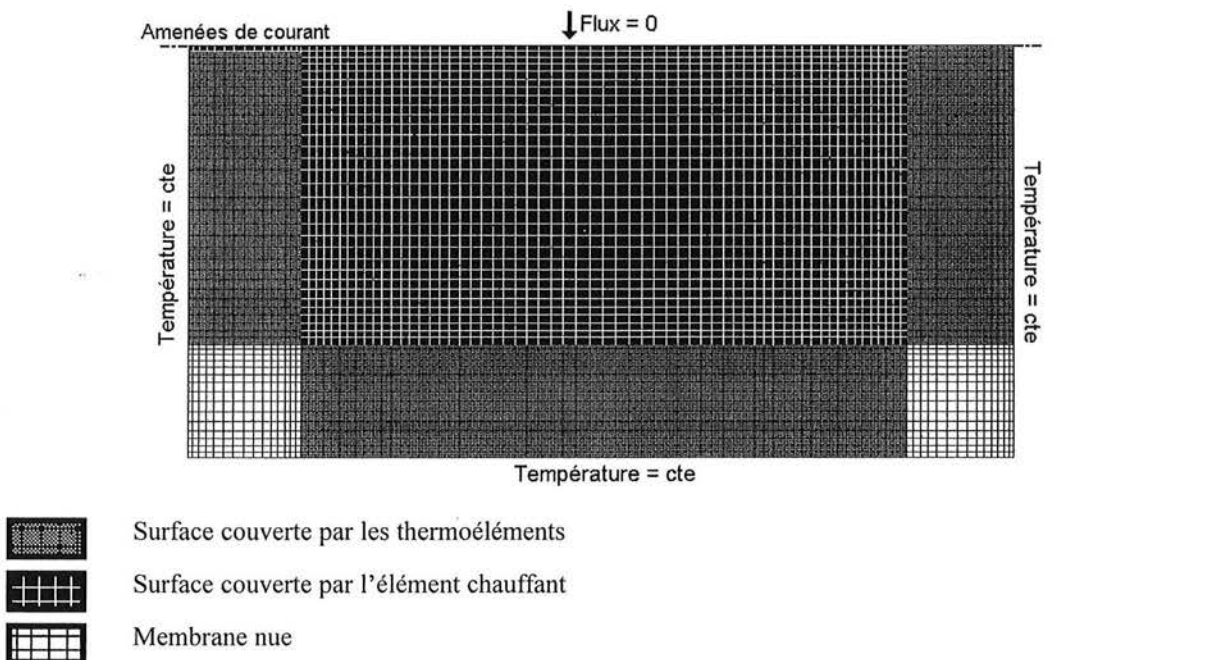 Flux = 0
Amenées de courant
Température = cte
Température = cte
Température = cte
Surface couverte par les thermoéléments
Surface couverte par l'élément chauffant
Membrane nue